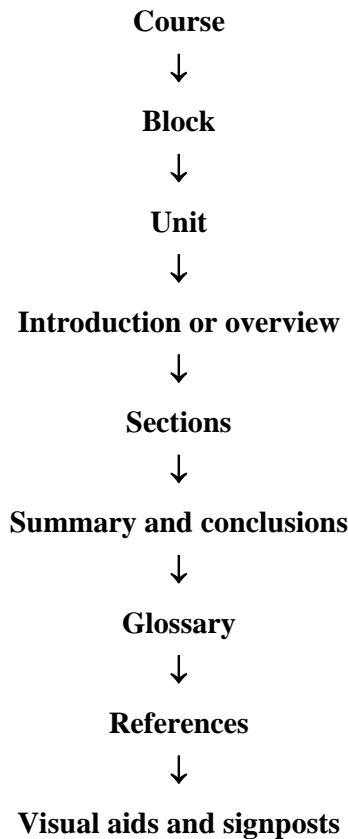 Course
↓
Block
↓
Unit
↓
Introduction or overview
↓
Sections
↓
Summary and conclusions
↓
Glossary
↓
References
↓
Visual aids and signposts